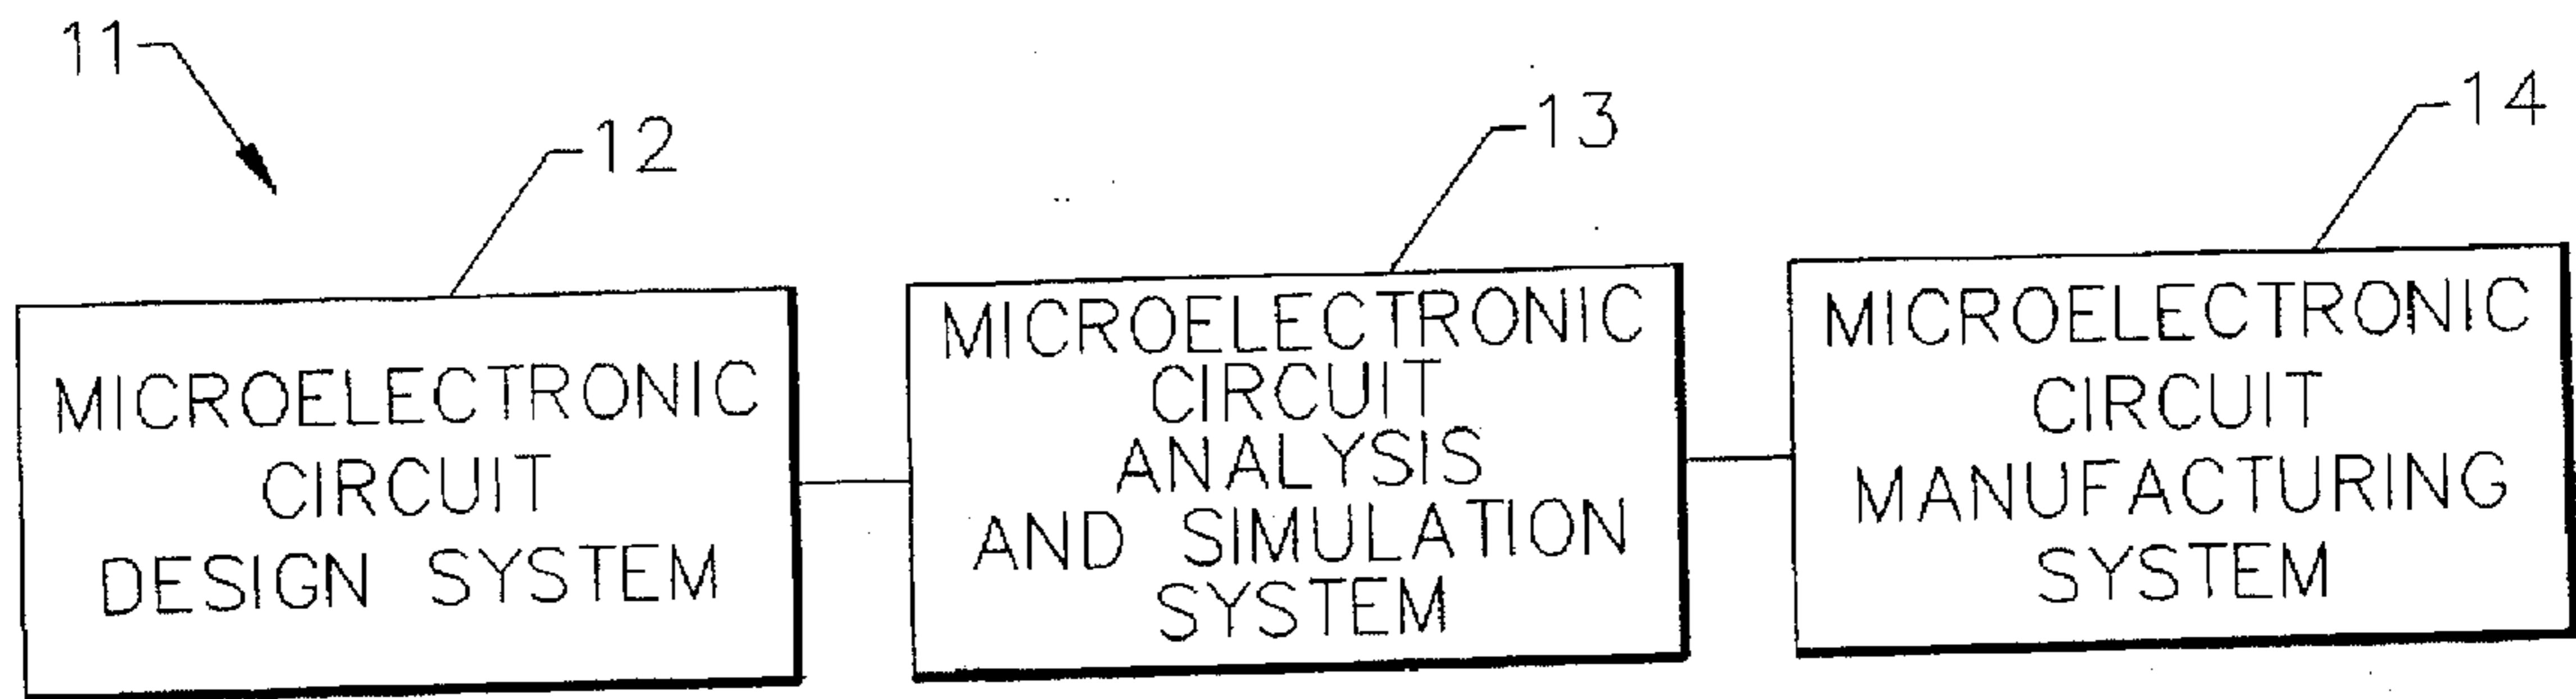 11
12
13
14
MICROELECTRONIC
CIRCUIT
DESIGN SYSTEM
MICROELECTRONIC
CIRCUIT
ANALYSIS
AND SIMULATION
SYSTEM
MICROELECTRONIC
CIRCUIT
MANUFACTURING
SYSTEM